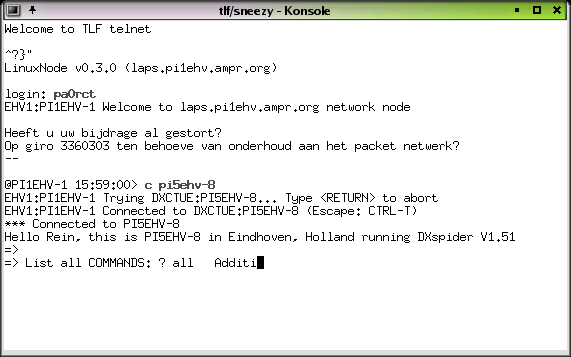 tlf/sneezy - Konsole
Welcome to TLF telnet
^?}"
LinuxNode v0.3.0 (laps.pi1ehv.ampr.org)
login: pa0rct
EHV1:PI1EHV-1 Welcome to laps.pi1ehv.ampr.org network node
Heeft u uw bijdrage al gestort?
Op giro 3360303 ten behoeve van onderhoud aan het packet netwerk?
--
@PI1EHV-1 15:59:00> c pi5ehv-8
EHV1:PI1EHV-1 Trying DXCTUE:PI5EHV-8... Type <RETURN> to abort
EHV1:PI1EHV-1 Connected to DXCTUE:PI5EHV-8 (Escape: CTRL-T)
*** Connected to PI5EHV-8
Hello Rein, this is PI5EHV-8 in Eindhoven, Holland running DXspider V1.51
=>
=> List all COMMANDS: ? all   Additi